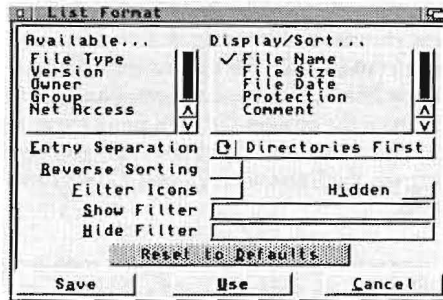 List Format
Available... Display/Sort...
File Type
Version
Owner
Group
Net Access
File Name
File Size
File Date
Protection
Comment
Entry Separation Directories First
Reverse Sorting
Filter Icons Hidden
Show Filter
Hide Filter
Reset to Defaults
Save Use Cancel